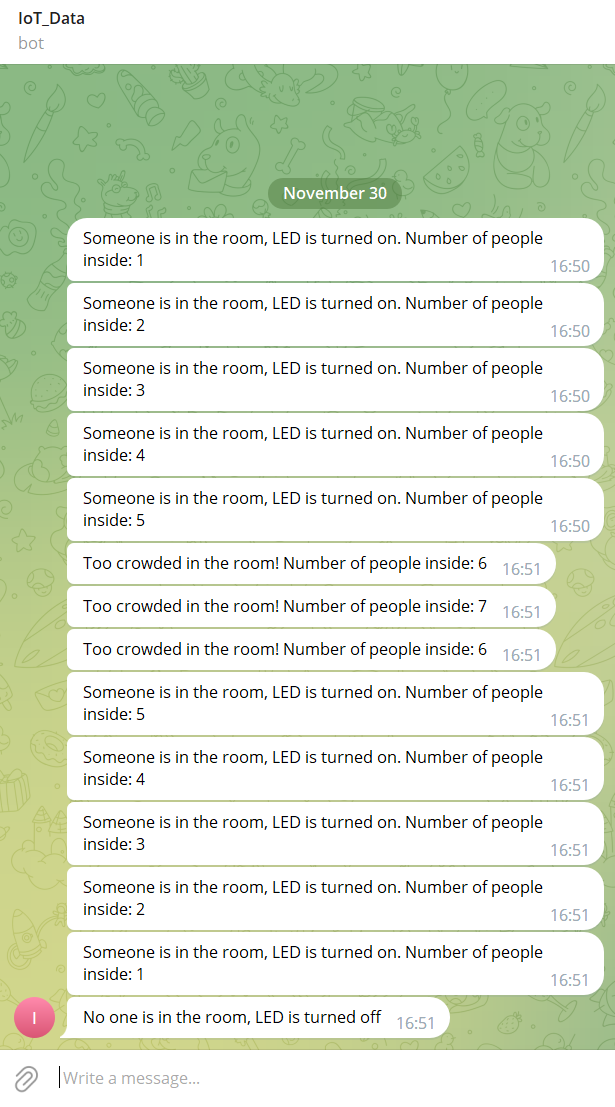 IoT_Data
bot
November 30
Someone is in the room, LED is turned on. Number of people
inside: 1
16:50
Someone is in the room, LED is turned on. Number of people
inside: 2
16:50
Someone is in the room, LED is turned on. Number of people
inside: 3
16:50
Someone is in the room, LED is turned on. Number of people
inside: 4
16:50
Someone is in the room, LED is turned on. Number of people
inside: 5
16:50
Too crowded in the room! Number of people inside: 6 16:51
Too crowded in the room! Number of people inside: 7 16:51
Too crowded in the room! Number of people inside: 6 16:51
Someone is in the room, LED is turned on. Number of people
inside: 5
16:51
Someone is in the room, LED is turned on. Number of people
inside: 4
16:51
Someone is in the room, LED is turned on. Number of people
inside: 3
16:51
Someone is in the room, LED is turned on. Number of people
inside: 2
16:51
Someone is in the room, LED is turned on. Number of people
inside: 1
16:51
I
No one is in the room, LED is turned off 16:51
Write a message...